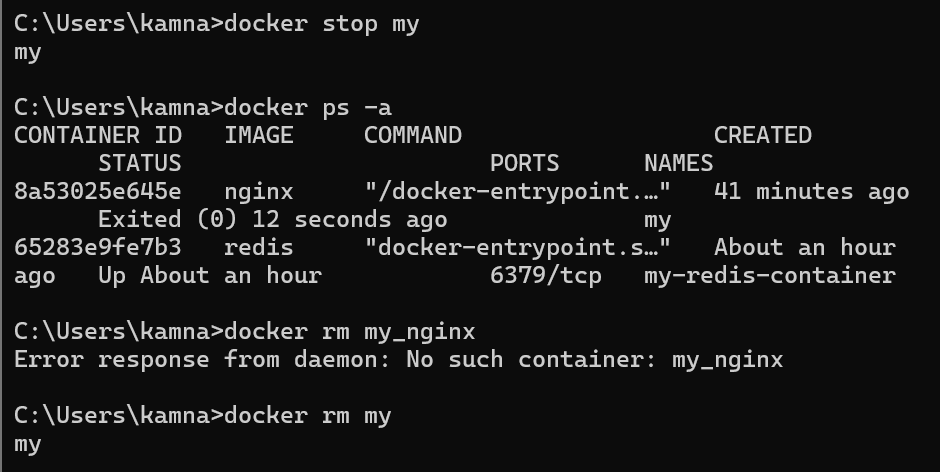 C:\Users\kamna>docker stop my
my
C:\Users\kamna>docker ps -a
CONTAINER ID   IMAGE     COMMAND                  CREATED
      STATUS                      PORTS      NAMES
8a53025e645e   nginx     "/docker-entrypoint.…"   41 minutes ago
      Exited (0) 12 seconds ago              my
65283e9fe7b3   redis     "docker-entrypoint.s…"   About an hour
ago   Up About an hour            6379/tcp   my-redis-container
C:\Users\kamna>docker rm my_nginx
Error response from daemon: No such container: my_nginx
C:\Users\kamna>docker rm my
my